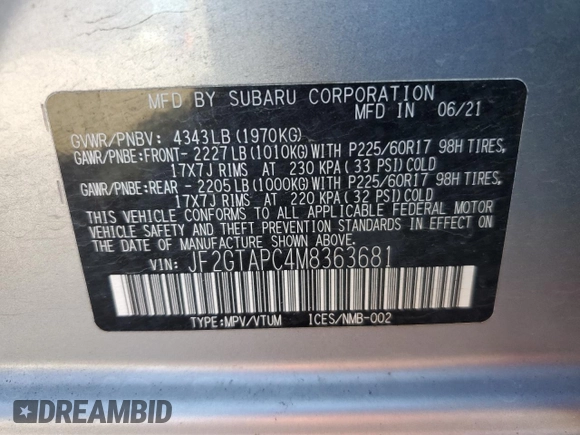 MFD BY SUBARU CORPORATION
MFD IN 06/21
GVWR/PNBV: 4343LB(1970KG)
GAWR/PNBE:FRONT- 2227LB(1010KG)WITH P225/60R17 98H TIRES,
17X7J RIMS AT 230 KPA(33 PSI)COLD
GAWR/PNBE:REAR - 2205LB(1000KG)WITH P225/60R17 98H TIRES,
17X7J RIMS AT 220 KPA(32 PSI)COLD
THIS VEHICLE CONFORMS TO ALL APPLICABLE FEDERAL MOTOR
VEHICLE SAFETY AND THEFT PREVENTION STANDARDS IN EFFECT ON
THE DATE OF MANUFACTURE SHOWN ABOVE.
VIN: JF2GTAPC4M8363681
TYPE:MPV/VTUM ICES/NMB-002
DREAMBID